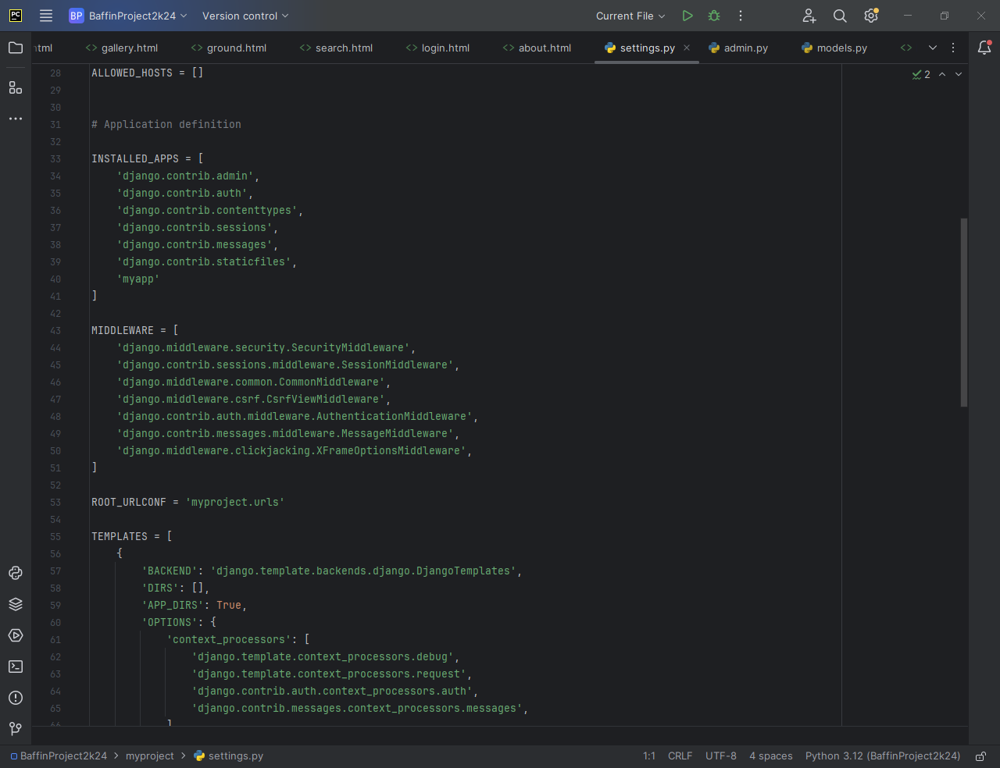 PC BP BaffinProject2k24 Version control Current File
html gallery.html ground.html search.html login.html about.html settings.py admin.py models.py
28 ALLOWED_HOSTS = [] 2
29
30
31 # Application definition
32
33 INSTALLED_APPS = [
34     'django.contrib.admin',
35     'django.contrib.auth',
36     'django.contrib.contenttypes',
37     'django.contrib.sessions',
38     'django.contrib.messages',
39     'django.contrib.staticfiles',
40     'myapp'
41 ]
42
43 MIDDLEWARE = [
44     'django.middleware.security.SecurityMiddleware',
45     'django.contrib.sessions.middleware.SessionMiddleware',
46     'django.middleware.common.CommonMiddleware',
47     'django.middleware.csrf.CsrfViewMiddleware',
48     'django.contrib.auth.middleware.AuthenticationMiddleware',
49     'django.contrib.messages.middleware.MessageMiddleware',
50     'django.middleware.clickjacking.XFrameOptionsMiddleware',
51 ]
52
53 ROOT_URLCONF = 'myproject.urls'
54
55 TEMPLATES = [
56     {
57         'BACKEND': 'django.template.backends.django.DjangoTemplates',
58         'DIRS': [],
59         'APP_DIRS': True,
60         'OPTIONS': {
61             'context_processors': [
62                 'django.template.context_processors.debug',
63                 'django.template.context_processors.request',
64                 'django.contrib.auth.context_processors.auth',
65                 'django.contrib.messages.context_processors.messages',
66             ]
BaffinProject2k24 > myproject > settings.py 1:1 CRLF UTF-8 4 spaces Python 3.12 (BaffinProject2k24)